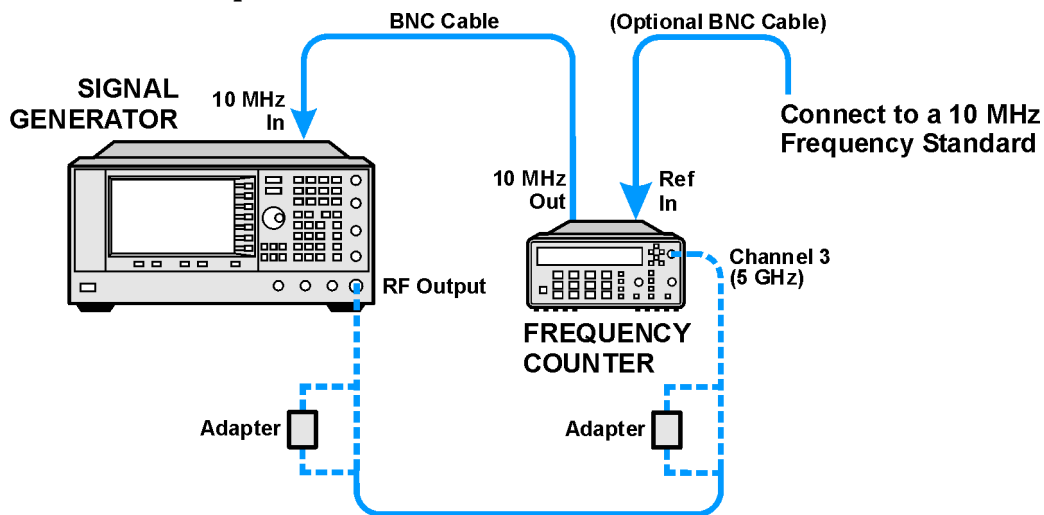 BNC Cable
(Optional BNC Cable)
SIGNAL
GENERATOR
10 MHz
In
Connect to a 10 MHz
Frequency Standard
10 MHz
Out
Ref
In
Channel 3
(5 GHz)
RF Output
FREQUENCY
COUNTER
Adapter
Adapter